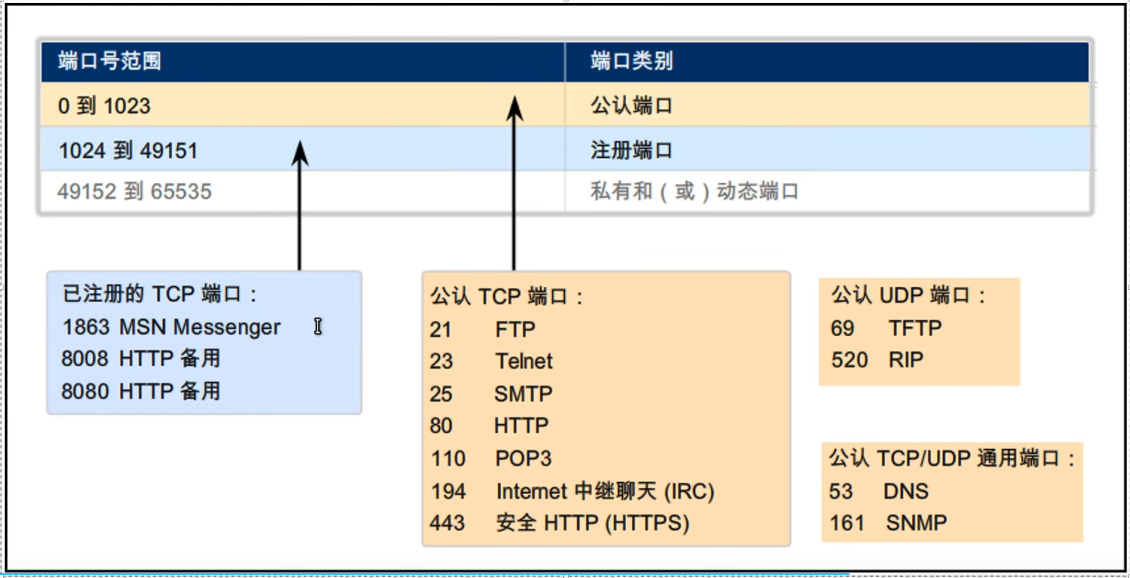 端口号范围 端口类别
0 到 1023 公认端口
1024 到 49151 注册端口
49152 到 65535 私有和（或）动态端口
已注册的 TCP 端口：
1863 MSN Messenger
8008 HTTP 备用
8080 HTTP 备用
公认 TCP 端口：
21 FTP
23 Telnet
25 SMTP
80 HTTP
110 POP3
194 Internet 中继聊天 (IRC)
443 安全 HTTP (HTTPS)
公认 UDP 端口：
69 TFTP
520 RIP
公认 TCP/UDP 通用端口：
53 DNS
161 SNMP